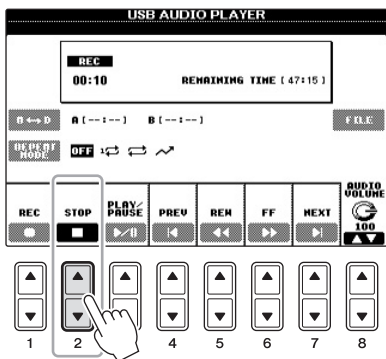 USB AUDIO PLAYER
REC
00:10 REMAINING TIME [47:15]
A[--:--] B[--:--] FILE
REPEAT MODE OFF 1
AUDIO VOLUME
REC STOP PLAY/PAUSE PREV REW FF NEXT
100
1 2 4 5 6 7 8